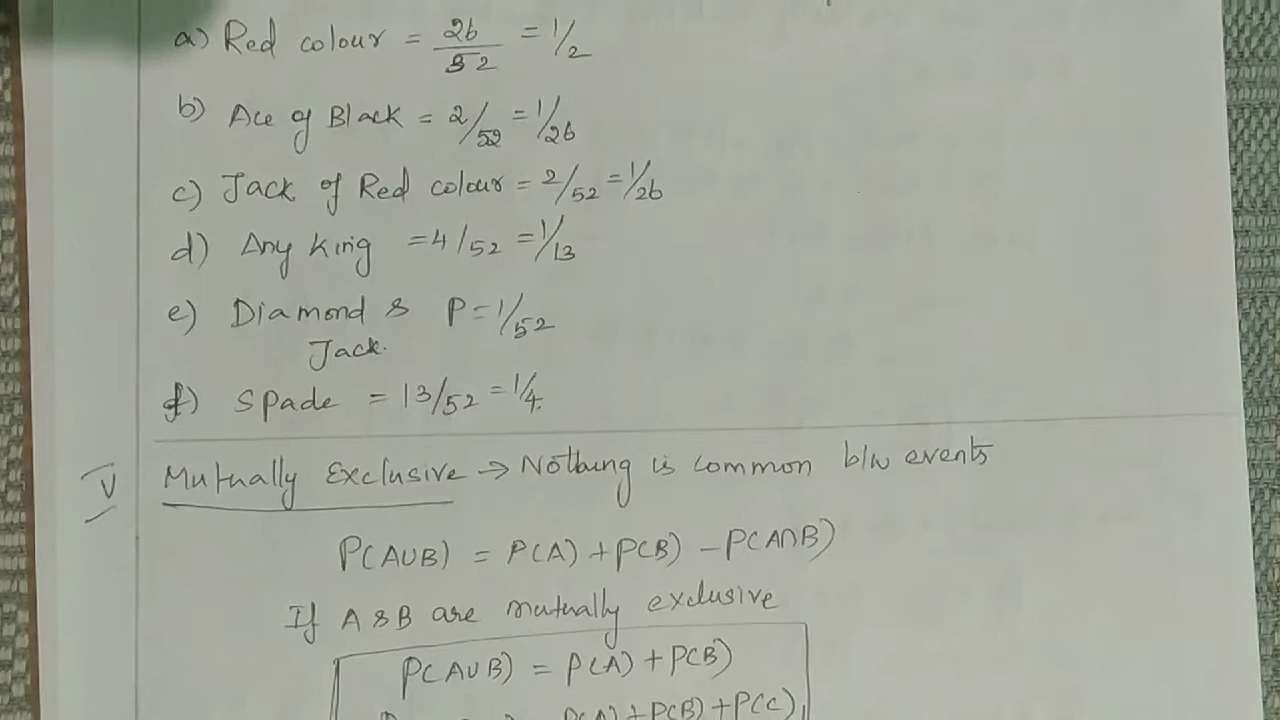 a) Red colour = 26/52 = 1/2
b) Ace of Black = 2/52 = 1/26
c) Jack of Red colour = 2/52 = 1/26
d) Any king = 4/52 = 1/13
e) Diamond & P = 1/52
Jack.
f) Spade = 13/52 = 1/4.
V Mutually Exclusive → Nothing is common b/w events
P(A∪B) = P(A) + P(B) - P(A∩B)
If A & B are mutually exclusive
P(A∪B) = P(A) + P(B)
P(A) + P(B) + P(C),